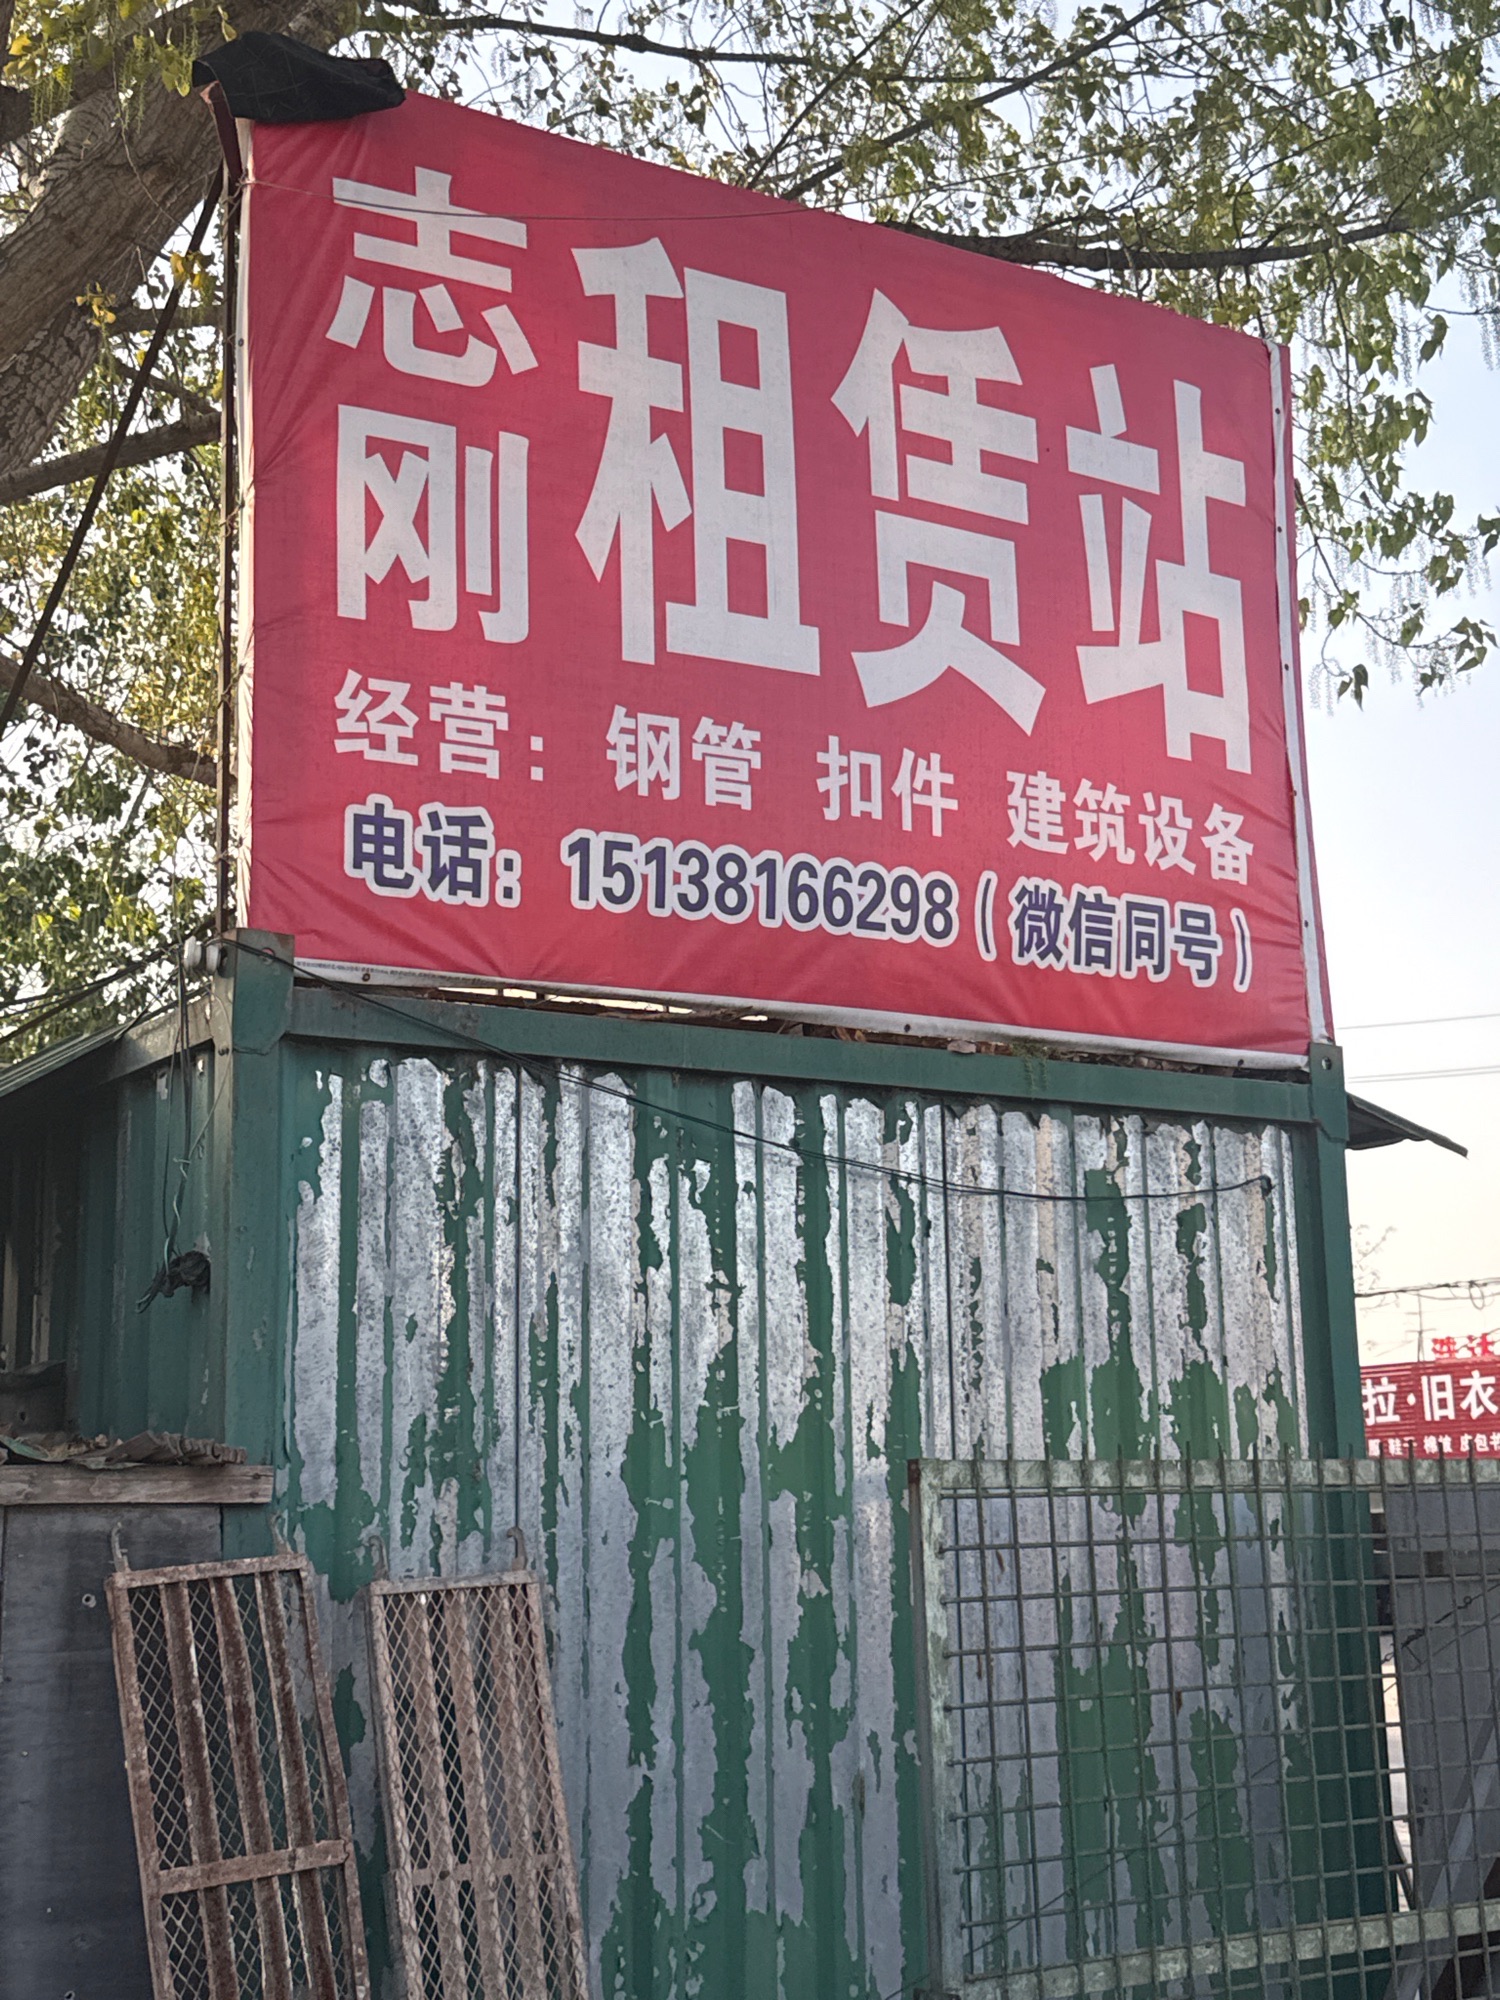 志刚 租赁站
经营：钢管 扣件 建筑设备
电话：15138166298（微信同号）
拉·旧衣